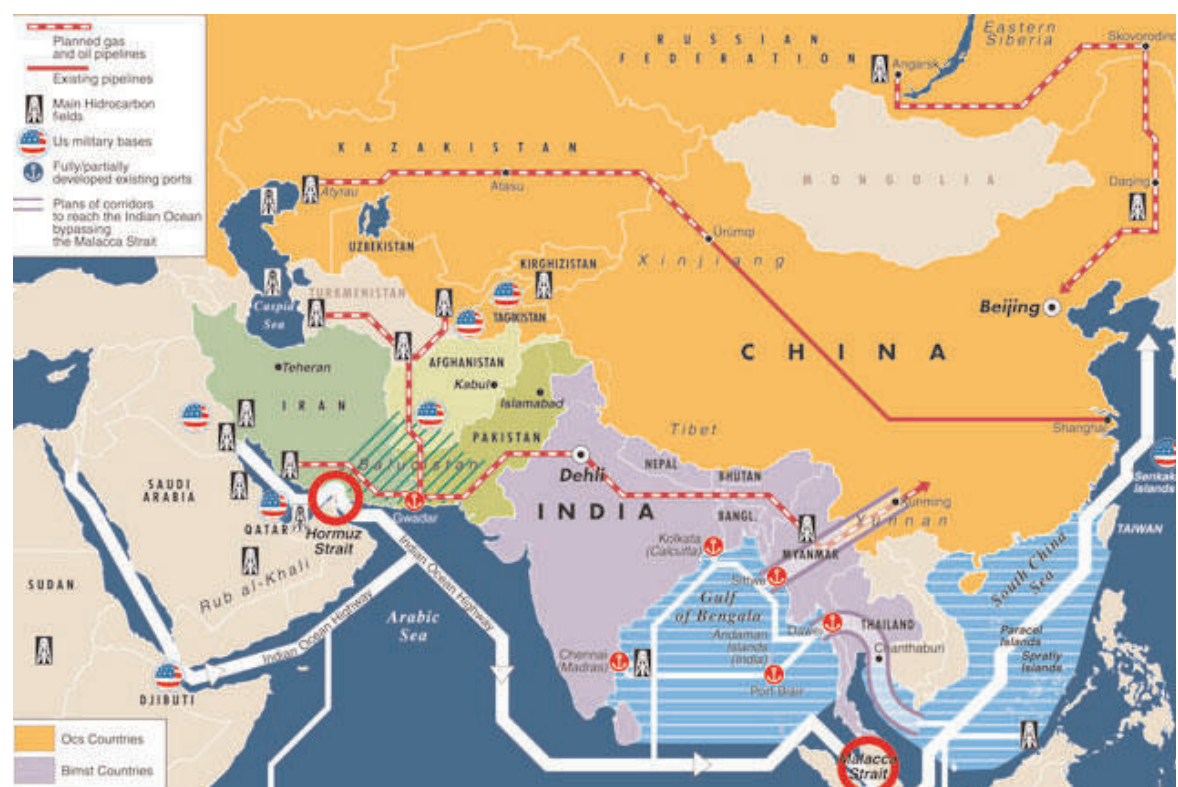 Planned gas
and oil pipelines
Existing pipelines
Main Hidrocarbon
fields
Us military bases
Fully/partially
developed existing ports
Plans of corridors
to reach the Indian Ocean
bypassing
the Malacca Strait
Eastern
Siberia
Skovorodino
RUSSIAN
FEDERATION
Angarsk
KAZAKISTAN
Atyrau
Atasu
MONGOLIA
Daqing
UZBEKISTAN
Ürümqi
Xinjiang
KIRGHIZISTAN
TURKMENISTAN
Caspia
Sea
TAGIKISTAN
Beijing
CHINA
AFGHANISTAN
Teheran
Kabul
Islamabad
IRAN
PAKISTAN
Tibet
Shanghai
Baluchistan
Dehli
NEPAL
BHUTAN
SAUDI
ARABIA
Senkaku
Islands
Gwadar
INDIA
BANGL.
Kunming
Yunnan
QATAR
Hormuz
Strait
Kolkata
(Calcutta)
MYANMAR
TAIWAN
Rub al-Khali
Indian Ocean Highway
Sittwe
South China
Sea
SUDAN
Arabic
Sea
Gulf
of Bengala
Indian Ocean Highway
Andaman
Islands
(India)
Dawei
THAILAND
Paracel
Islands
Chennai
(Madras)
Chanthaburi
Spratly
Islands
Port Blair
DJIBUTI
Ocs Countries
Bimst Countries
Malacca
Strait